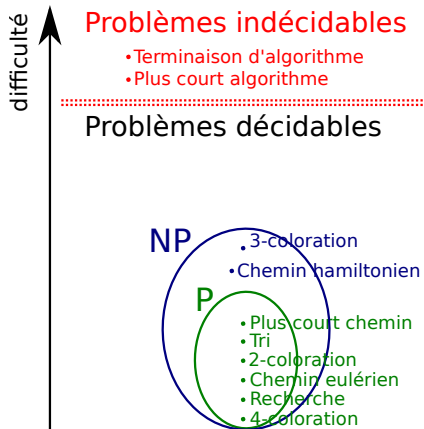 difficulté
Problèmes indécidables
•Terminaison d'algorithme
•Plus court algorithme
Problèmes décidables
NP
•3-coloration
•Chemin hamiltonien
P
•Plus court chemin
•Tri
•2-coloration
•Chemin eulérien
•Recherche
•4-coloration